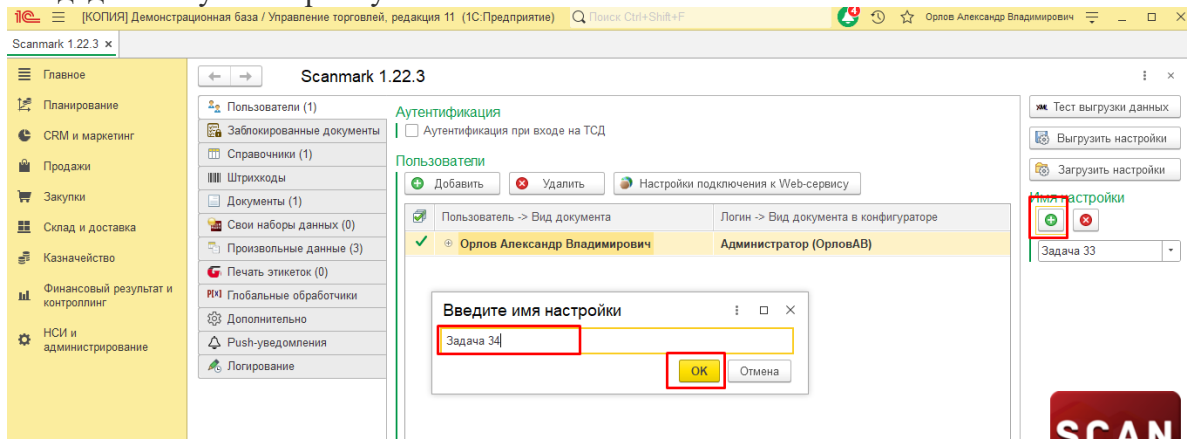 [КОПИЯ] Демонстрационная база / Управление торговлей, редакция 11 (1С:Предприятие)
Поиск Ctrl+Shift+F
Орлов Александр Владимирович
Scanmark 1.22.3 ×
Главное
Планирование
CRM и маркетинг
Продажи
Закупки
Склад и доставка
Казначейство
Финансовый результат и
контроллинг
НСИ и
администрирование
Scanmark 1.22.3
Пользователи (1)
Заблокированные документы
Справочники (1)
Штрихкоды
Документы (1)
Свои наборы данных (0)
Произвольные данные (3)
Печать этикеток (0)
Глобальные обработчики
Дополнительно
Push-уведомления
Логирование
Аутентификация
Аутентификация при входе на ТСД
Пользователи
Добавить
Удалить
Настройки подключения к Web-сервису
Пользователь -> Вид документа
Логин -> Вид документа в конфигураторе
Орлов Александр Владимирович
Администратор (ОрловАВ)
Введите имя настройки
Задача 34
ОК
Отмена
Тест выгрузки данных
Выгрузить настройки
Загрузить настройки
Имя настройки
Задача 33
SCAN